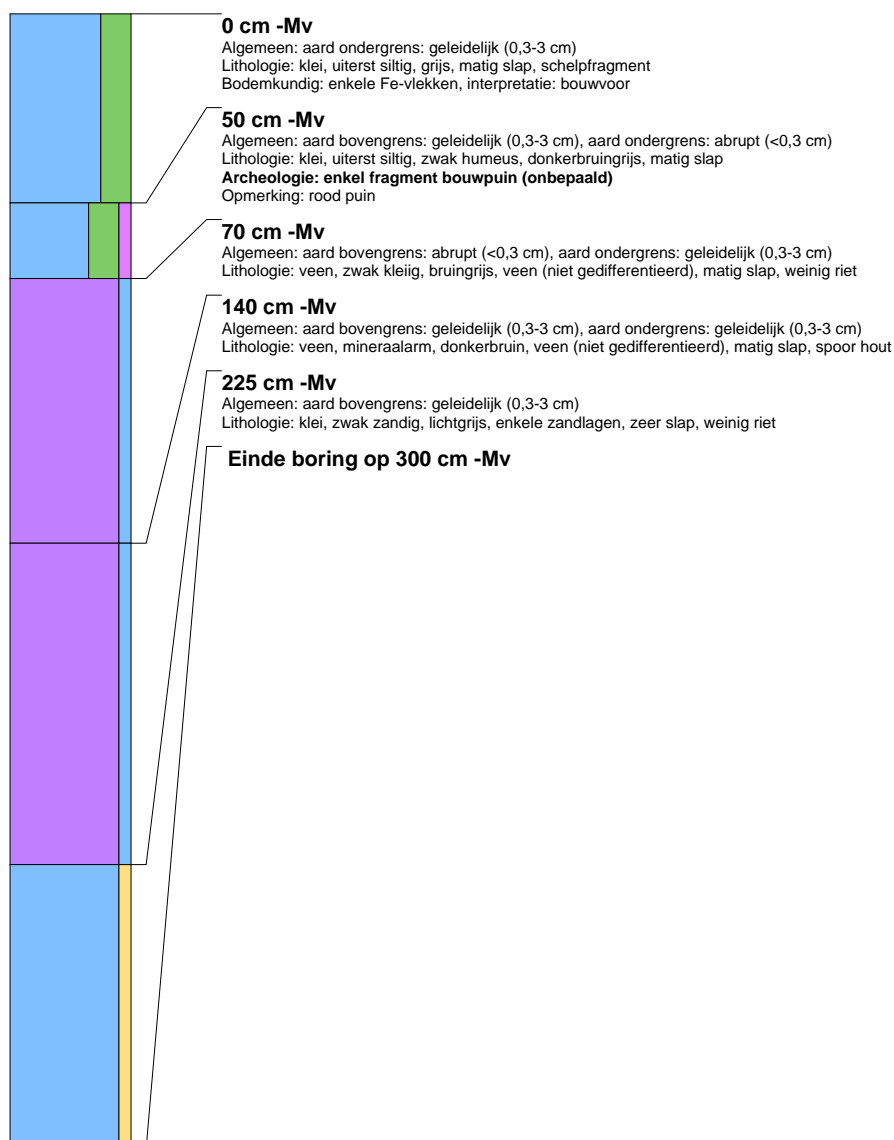 0 cm -Mv
Algemeen: aard ondergrens: geleidelijk (0,3-3 cm)
Lithologie: klei, uiterst siltig, grijs, matig slap, schelpfragment
Bodemkundig: enkele Fe-vlekken, interpretatie: bouwvoor
50 cm -Mv
Algemeen: aard bovengrens: geleidelijk (0,3-3 cm), aard ondergrens: abrupt (<0,3 cm)
Lithologie: klei, uiterst siltig, zwak humeus, donkerbruingrijs, matig slap
Archeologie: enkel fragment bouwpuin (onbepaald)
Opmerking: rood puin
70 cm -Mv
Algemeen: aard bovengrens: abrupt (<0,3 cm), aard ondergrens: geleidelijk (0,3-3 cm)
Lithologie: veen, zwak kleiig, bruingrijs, veen (niet gedifferentieerd), matig slap, weinig riet
140 cm -Mv
Algemeen: aard bovengrens: geleidelijk (0,3-3 cm), aard ondergrens: geleidelijk (0,3-3 cm)
Lithologie: veen, mineraalarm, donkerbruin, veen (niet gedifferentieerd), matig slap, spoor hout
225 cm -Mv
Algemeen: aard bovengrens: geleidelijk (0,3-3 cm)
Lithologie: klei, zwak zandig, lichtgrijs, enkele zandlagen, zeer slap, weinig riet
Einde boring op 300 cm -Mv